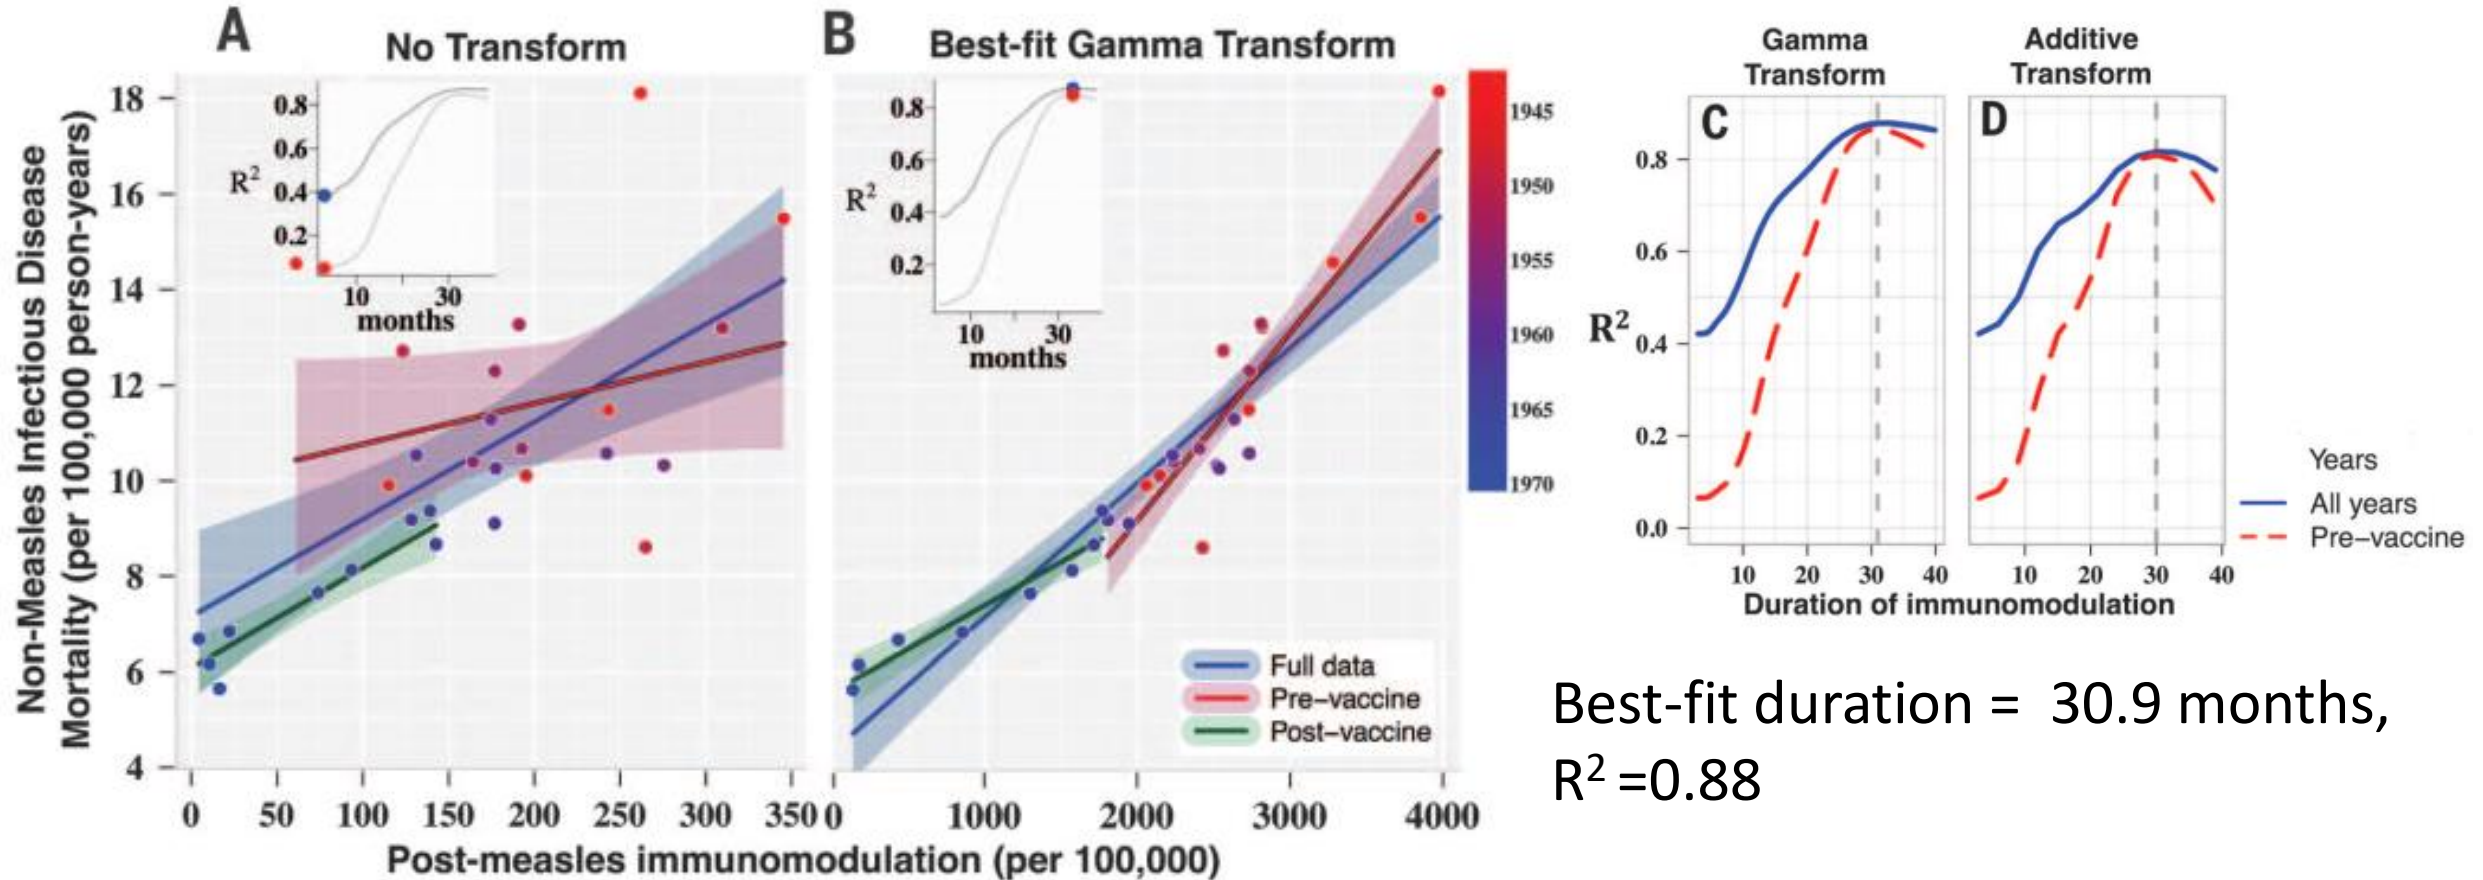 A
No Transform
B
Best-fit Gamma Transform
Non-Measles Infectious Disease
Mortality (per 100,000 person-years)
18
16
14
12
10
8
6
4
0.8
0.6
R²
0.4
0.2
10 30
months
0.8
0.6
R²
0.4
0.2
10 30
months
Full data
Pre–vaccine
Post–vaccine
0 50 100 150 200 250 300 350
0 1000 2000 3000 4000
Post-measles immunomodulation (per 100,000)
1945
1950
1955
1960
1965
1970
Gamma
Transform
Additive
Transform
C
D
R²
0.8
0.6
0.4
0.2
0.0
10 20 30 40
10 20 30 40
Duration of immunomodulation
Years
All years
Pre–vaccine
Best-fit duration = 30.9 months,
R² =0.88